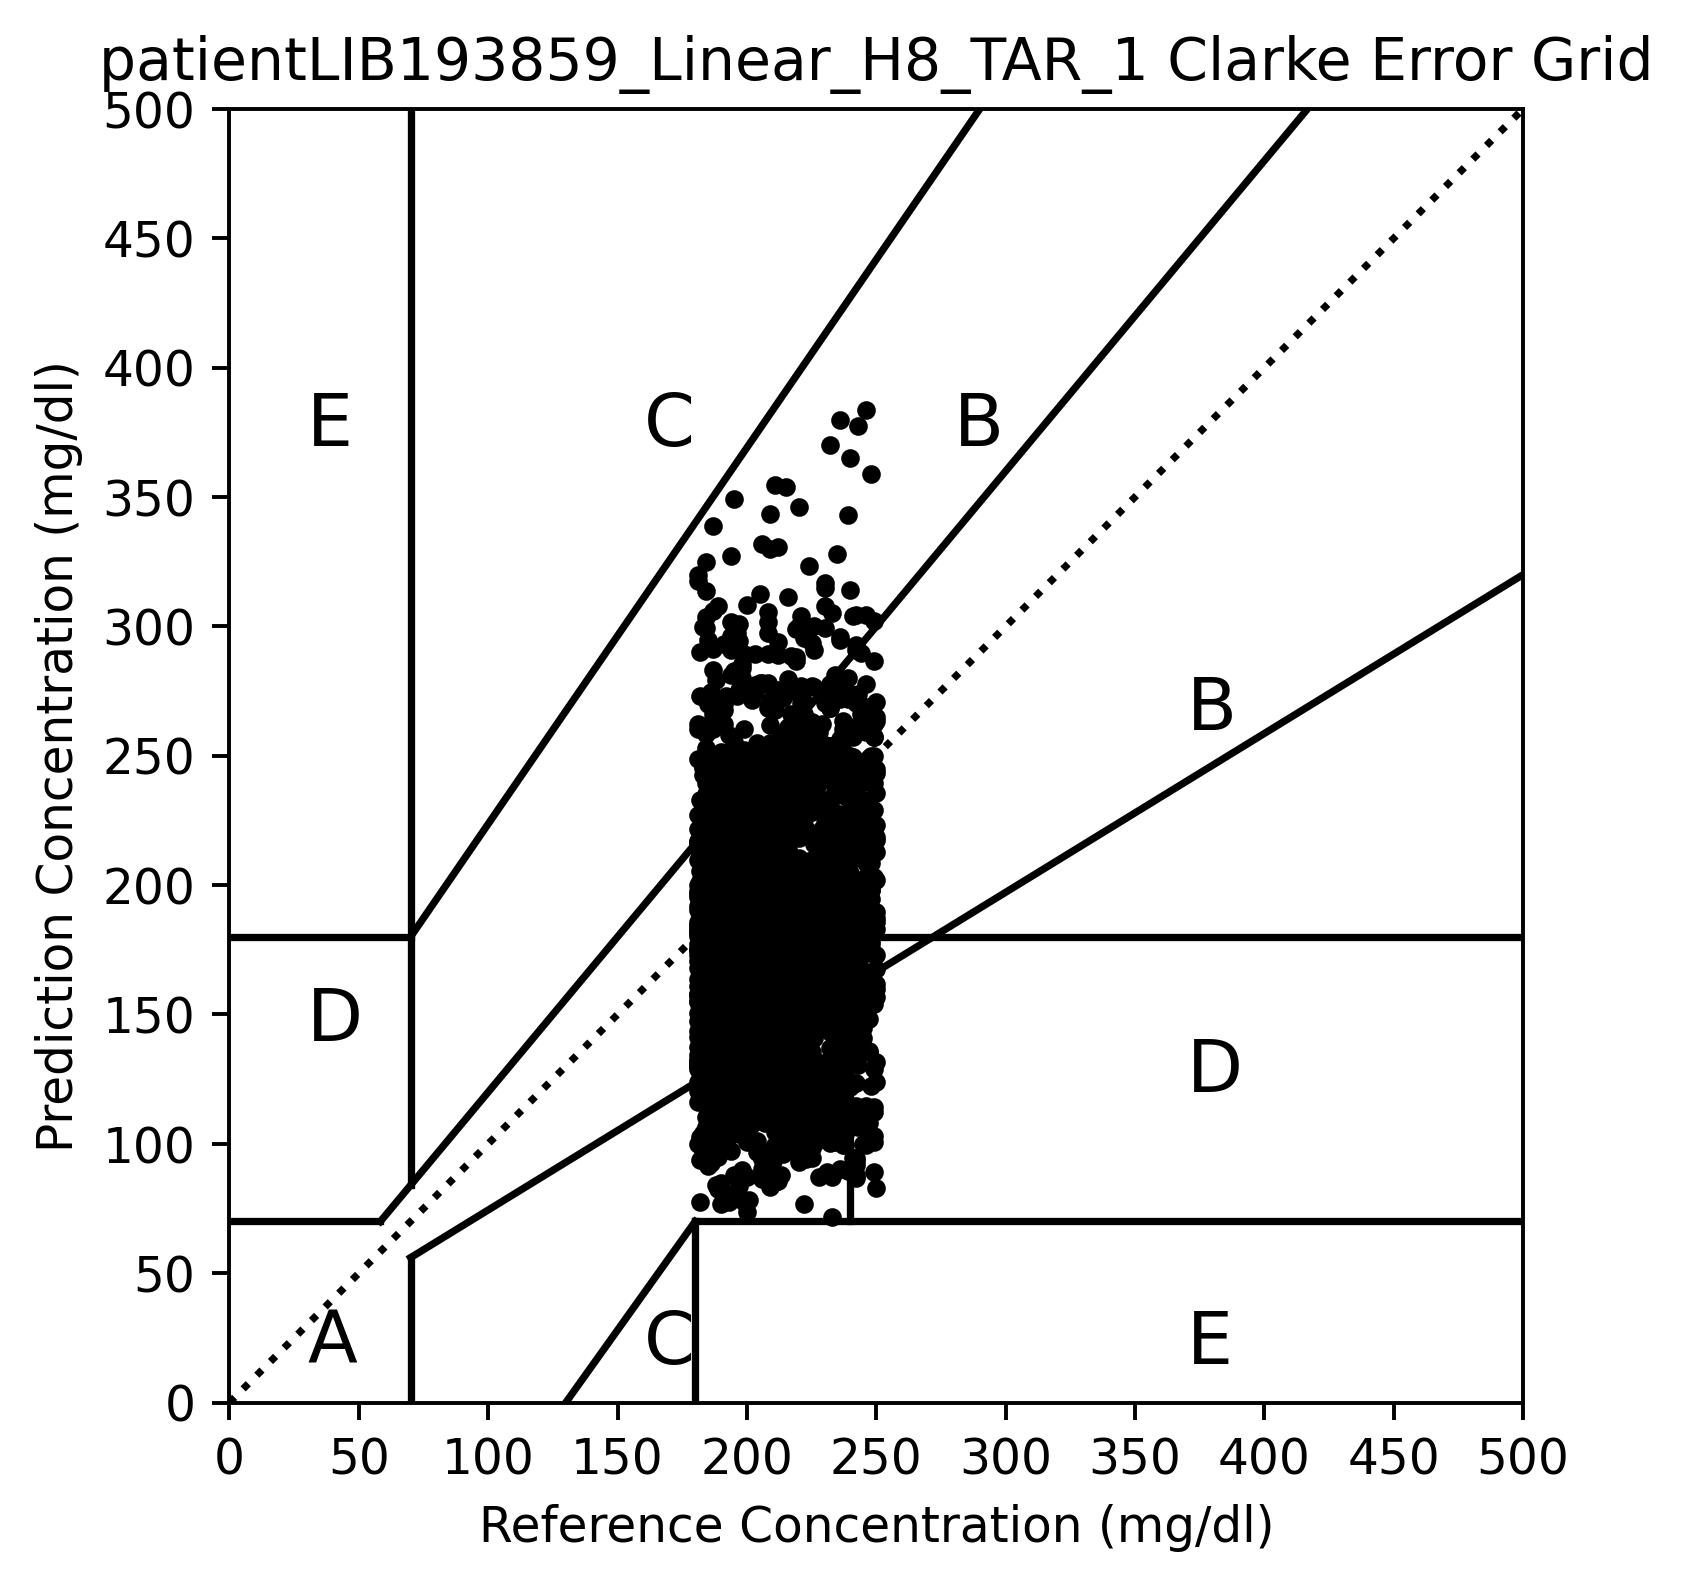 patientLIB193859_Linear_H8_TAR_1 Clarke Error Grid
500
450
400
350
300
250
200
150
100
50
0
Prediction Concentration (mg/dl)
E
C
B
B
D
D
A
C
E
0 50 100 150 200 250 300 350 400 450 500
Reference Concentration (mg/dl)